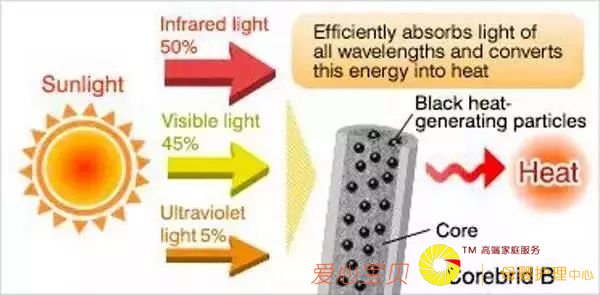 Sunlight
Infrared light
50%
Visible light
45%
Ultraviolet
light 5%
Efficiently absorbs light of
all wavelengths and converts
this energy into heat
Black heat-
generating particles
Heat
Core
Corebrid B
TM 高端家庭服务
爱心宝贝
母婴护理中心